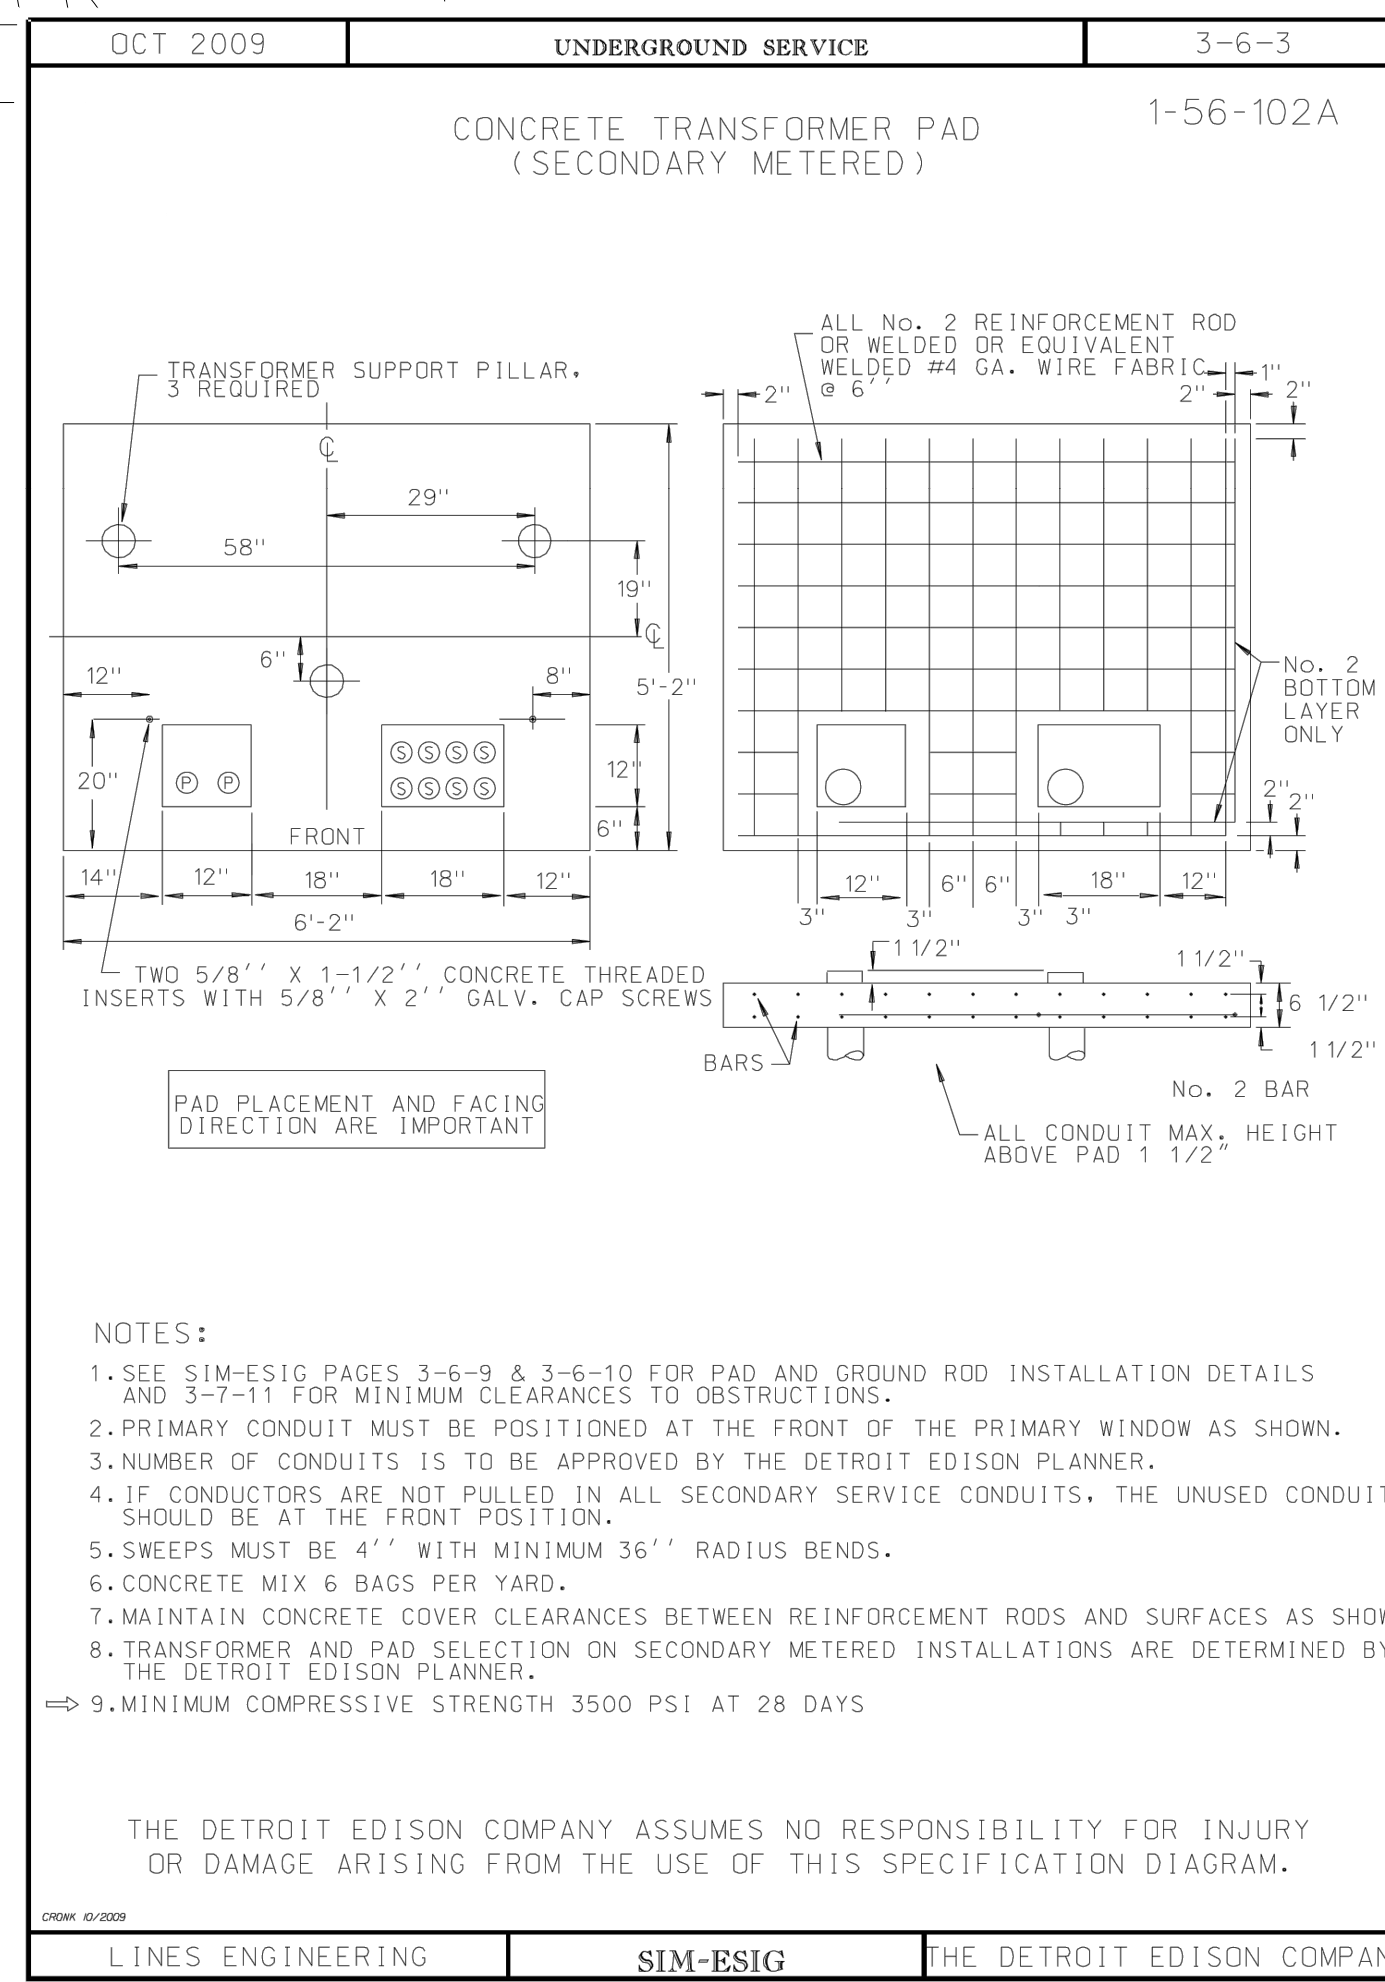 OCT 2009
UNDERGROUND SERVICE
3-6-3
1-56-102A
CONCRETE TRANSFORMER PAD
(SECONDARY METERED)
ALL No. 2 REINFORCEMENT ROD
OR WELDED OR EQUIVALENT
WELDED #4 GA. WIRE FABRIC
@ 6''
TRANSFORMER SUPPORT PILLAR,
3 REQUIRED
2"
1"
2"
2"
℄
29"
58"
19"
℄
6"
12"
8"
5'-2"
No. 2
BOTTOM
LAYER
ONLY
20"
S S S S
P P
S S S S
12"
6"
FRONT
2"
2"
14"
12"
18"
18"
12"
6'-2"
12"
6"
6"
18"
12"
3"
3"
3"
3"
TWO 5/8'' X 1-1/2'' CONCRETE THREADED
INSERTS WITH 5/8'' X 2'' GALV. CAP SCREWS
1 1/2"
1 1/2"
6 1/2"
1 1/2"
BARS
No. 2 BAR
PAD PLACEMENT AND FACING
DIRECTION ARE IMPORTANT
ALL CONDUIT MAX. HEIGHT
ABOVE PAD 1 1/2"
NOTES:
1. SEE SIM-ESIG PAGES 3-6-9 & 3-6-10 FOR PAD AND GROUND ROD INSTALLATION DETAILS
AND 3-7-11 FOR MINIMUM CLEARANCES TO OBSTRUCTIONS.
2. PRIMARY CONDUIT MUST BE POSITIONED AT THE FRONT OF THE PRIMARY WINDOW AS SHOWN.
3. NUMBER OF CONDUITS IS TO BE APPROVED BY THE DETROIT EDISON PLANNER.
4. IF CONDUCTORS ARE NOT PULLED IN ALL SECONDARY SERVICE CONDUITS, THE UNUSED CONDUIT
SHOULD BE AT THE FRONT POSITION.
5. SWEEPS MUST BE 4'' WITH MINIMUM 36'' RADIUS BENDS.
6. CONCRETE MIX 6 BAGS PER YARD.
7. MAINTAIN CONCRETE COVER CLEARANCES BETWEEN REINFORCEMENT RODS AND SURFACES AS SHOW
8. TRANSFORMER AND PAD SELECTION ON SECONDARY METERED INSTALLATIONS ARE DETERMINED BY
THE DETROIT EDISON PLANNER.
⇨ 9. MINIMUM COMPRESSIVE STRENGTH 3500 PSI AT 28 DAYS
THE DETROIT EDISON COMPANY ASSUMES NO RESPONSIBILITY FOR INJURY
OR DAMAGE ARISING FROM THE USE OF THIS SPECIFICATION DIAGRAM.
CRONK 10/2009
LINES ENGINEERING
SIM-ESIG
THE DETROIT EDISON COMPAN